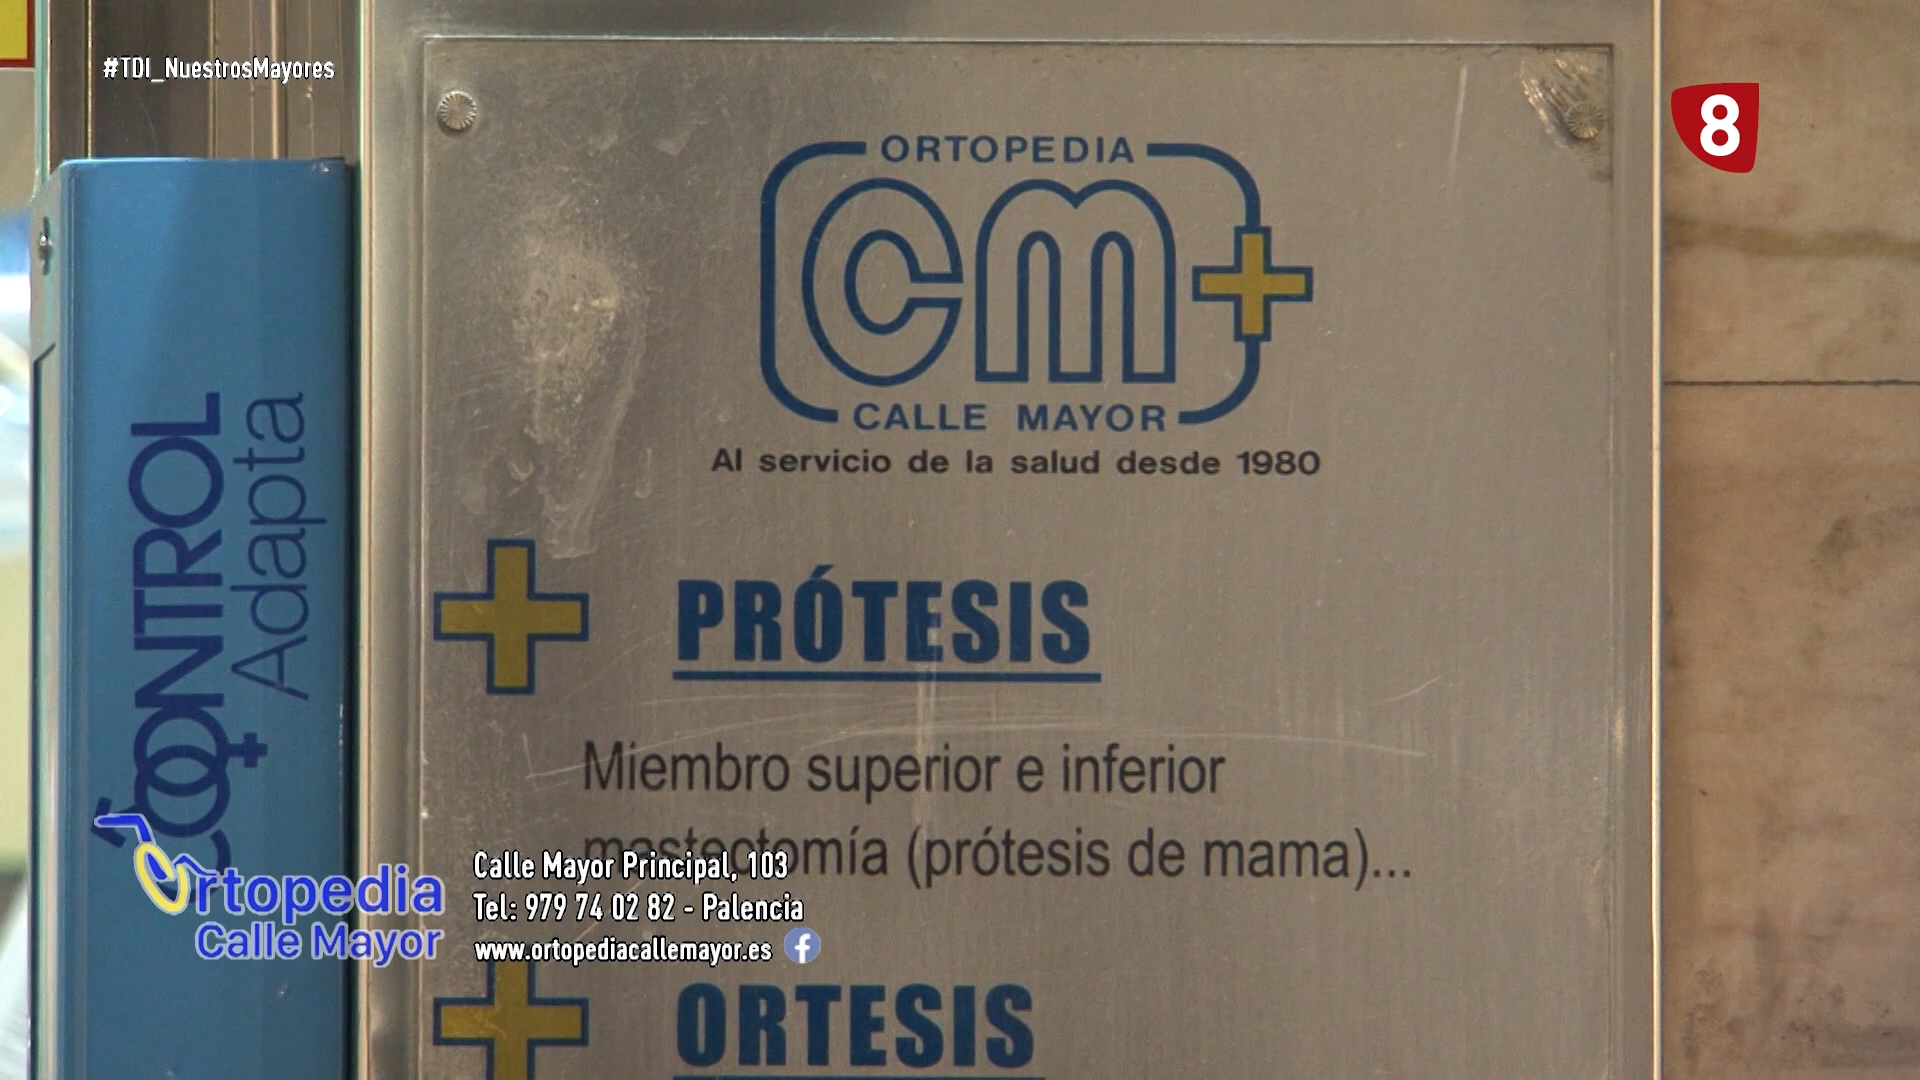 #TDI_NuestrosMayores
8
ORTOPEDIA
cm
CALLE MAYOR
Al servicio de la salud desde 1980
CONTROL
Adapta
PRÓTESIS
Miembro superior e inferior
mastectomía (prótesis de mama)...
Ortopedia
Calle Mayor
Calle Mayor Principal, 103
Tel: 979 74 02 82 - Palencia
www.ortopediacallemayor.es
ORTESIS